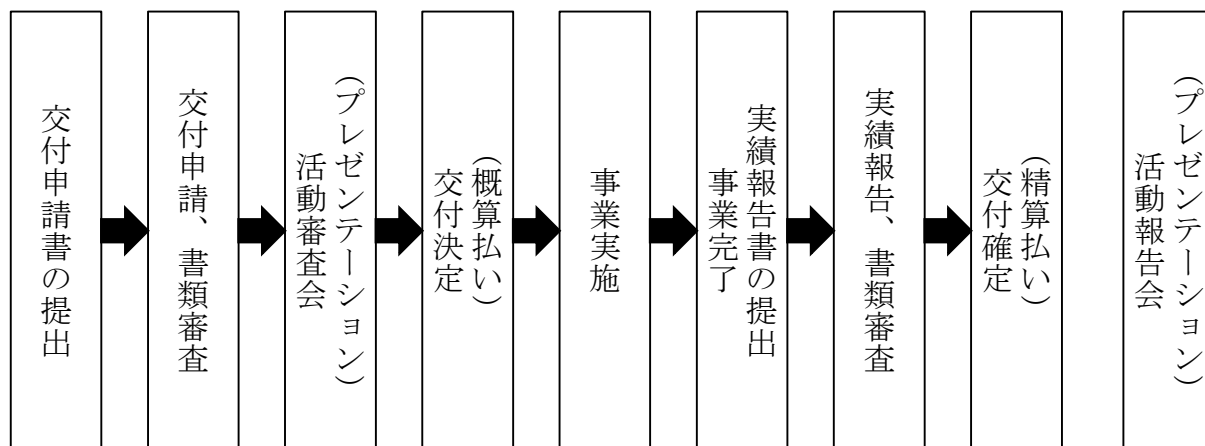 交付申請書の提出
交付申請、書類審査
活動審査会
(プレゼンテーション)
交付決定
(概算払い)
事業実施
事業完了
実績報告書の提出
実績報告、書類審査
交付確定
(精算払い)
活動報告会
(プレゼンテーション)